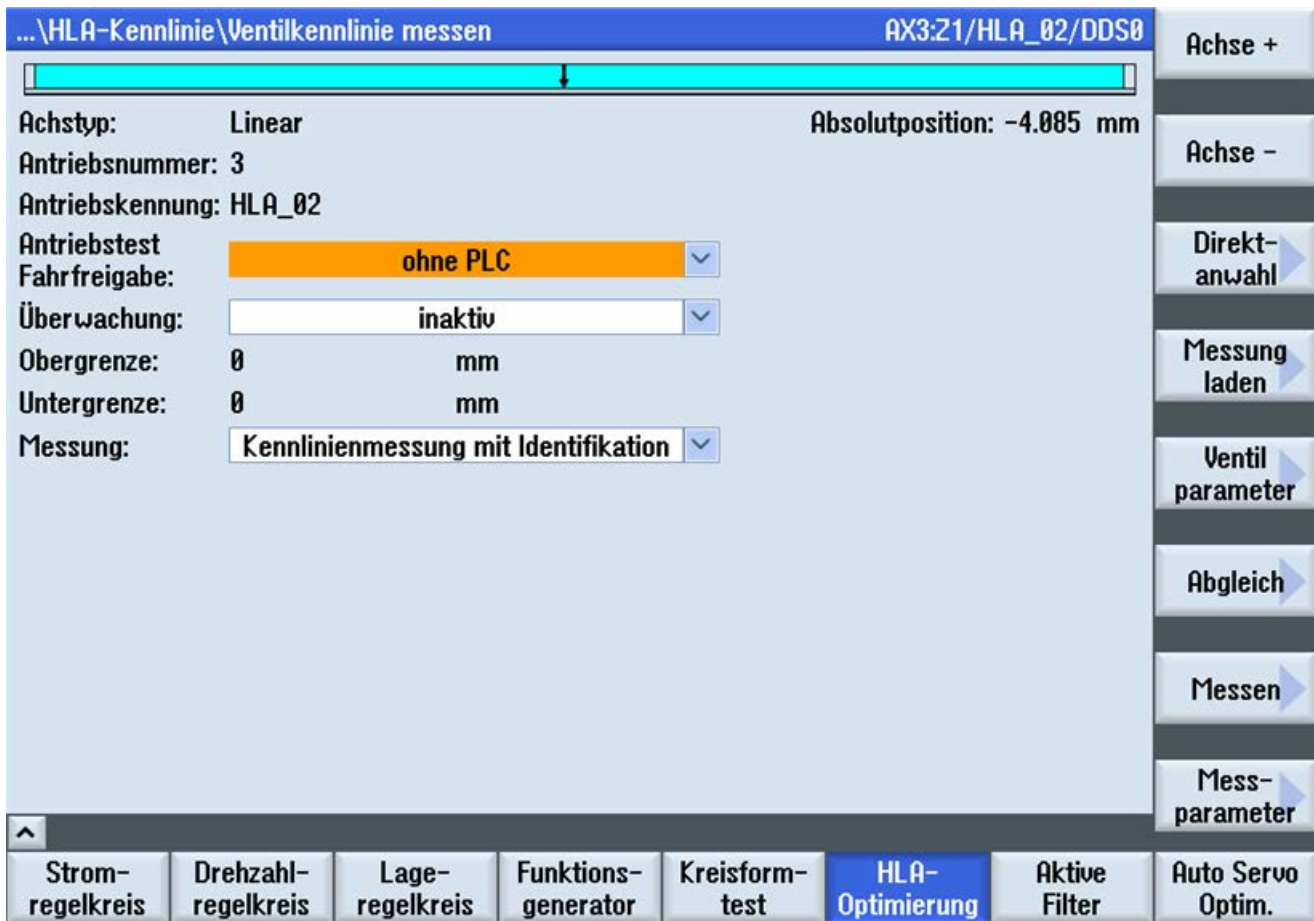 ...\HLA-Kennlinie\Ventilkennlinie messen AX3:Z1/HLA_02/DDS0
Achstyp: Linear Absolutposition: -4.085 mm
Antriebsnummer: 3
Antriebskennung: HLA_02
Antriebstest
Fahrfreigabe: ohne PLC
Überwachung: inaktiv
Obergrenze: 0 mm
Untergrenze: 0 mm
Messung: Kennlinienmessung mit Identifikation
Achse +
Achse -
Direkt-
anwahl
Messung
laden
Ventil
parameter
Abgleich
Messen
Mess-
parameter
Strom-
regelkreis
Drehzahl-
regelkreis
Lage-
regelkreis
Funktions-
generator
Kreisform-
test
HLA-
Optimierung
Aktive
Filter
Auto Servo
Optim.